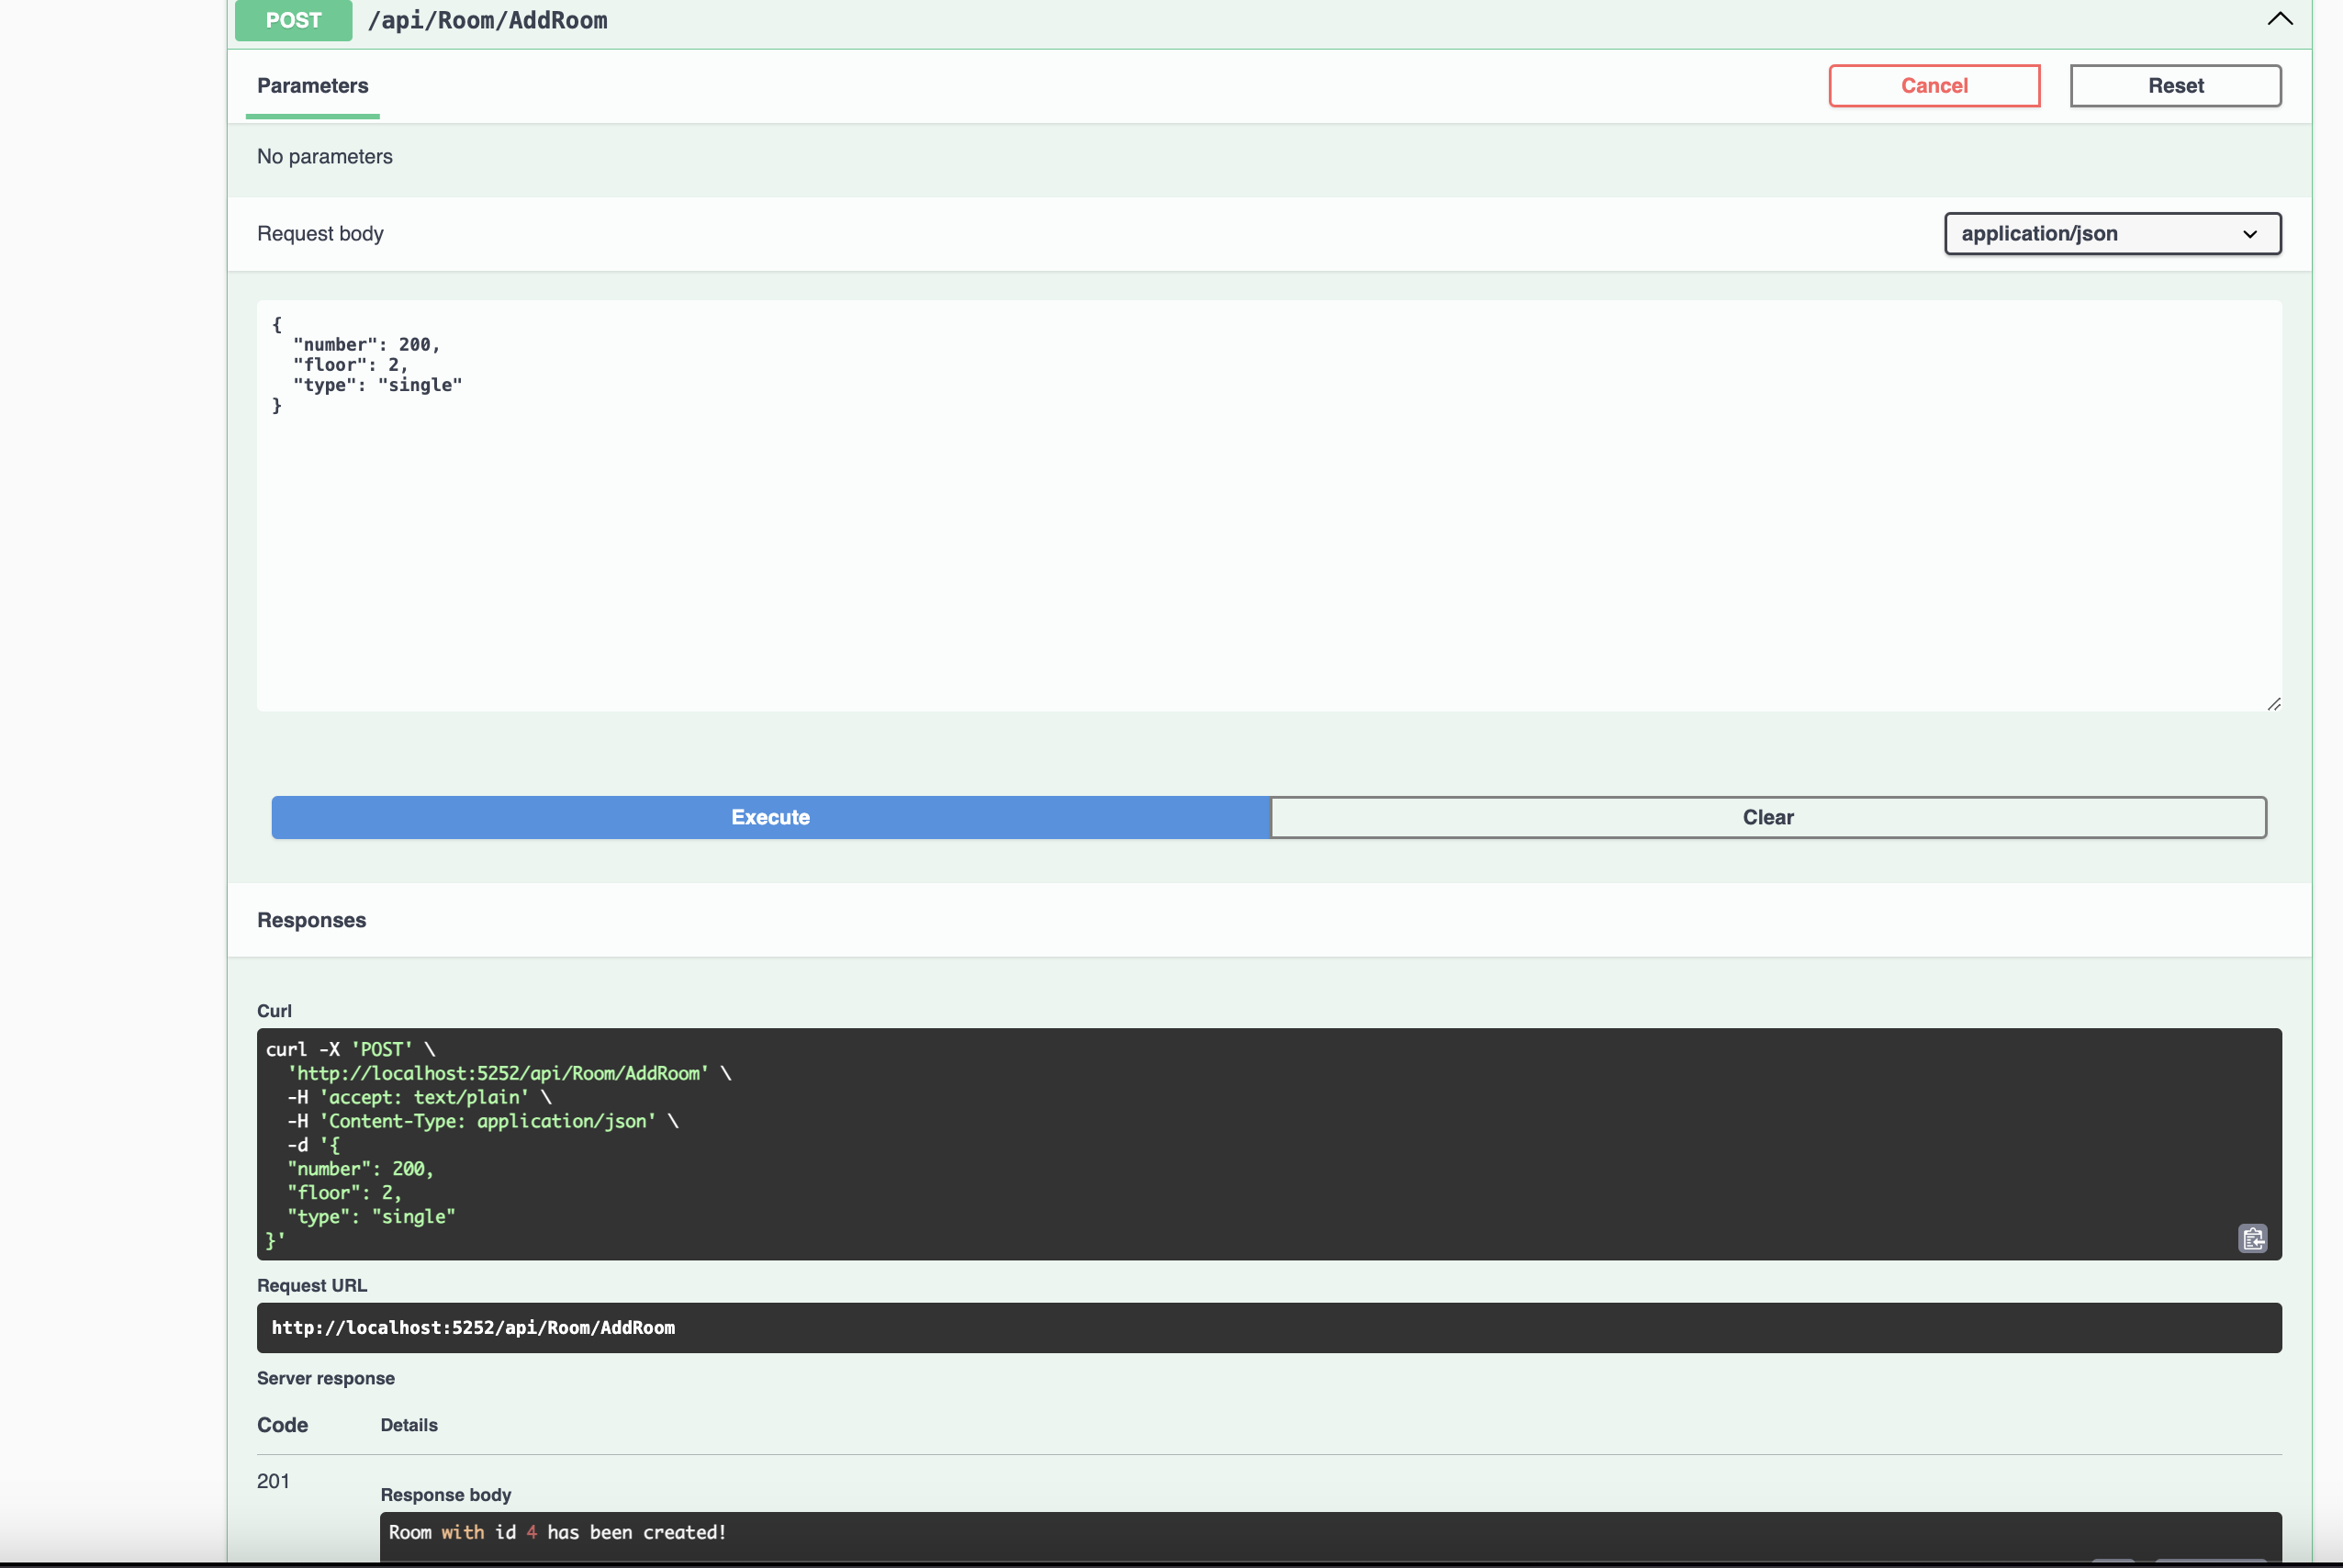 POST /api/Room/AddRoom
Parameters
Cancel
Reset
No parameters
Request body
application/json
{
  "number": 200,
  "floor": 2,
  "type": "single"
}
Execute
Clear
Responses
Curl
curl -X 'POST' \
  'http://localhost:5252/api/Room/AddRoom' \
  -H 'accept: text/plain' \
  -H 'Content-Type: application/json' \
  -d '{
  "number": 200,
  "floor": 2,
  "type": "single"
}'
Request URL
http://localhost:5252/api/Room/AddRoom
Server response
Code Details
201
Response body
Room with id 4 has been created!